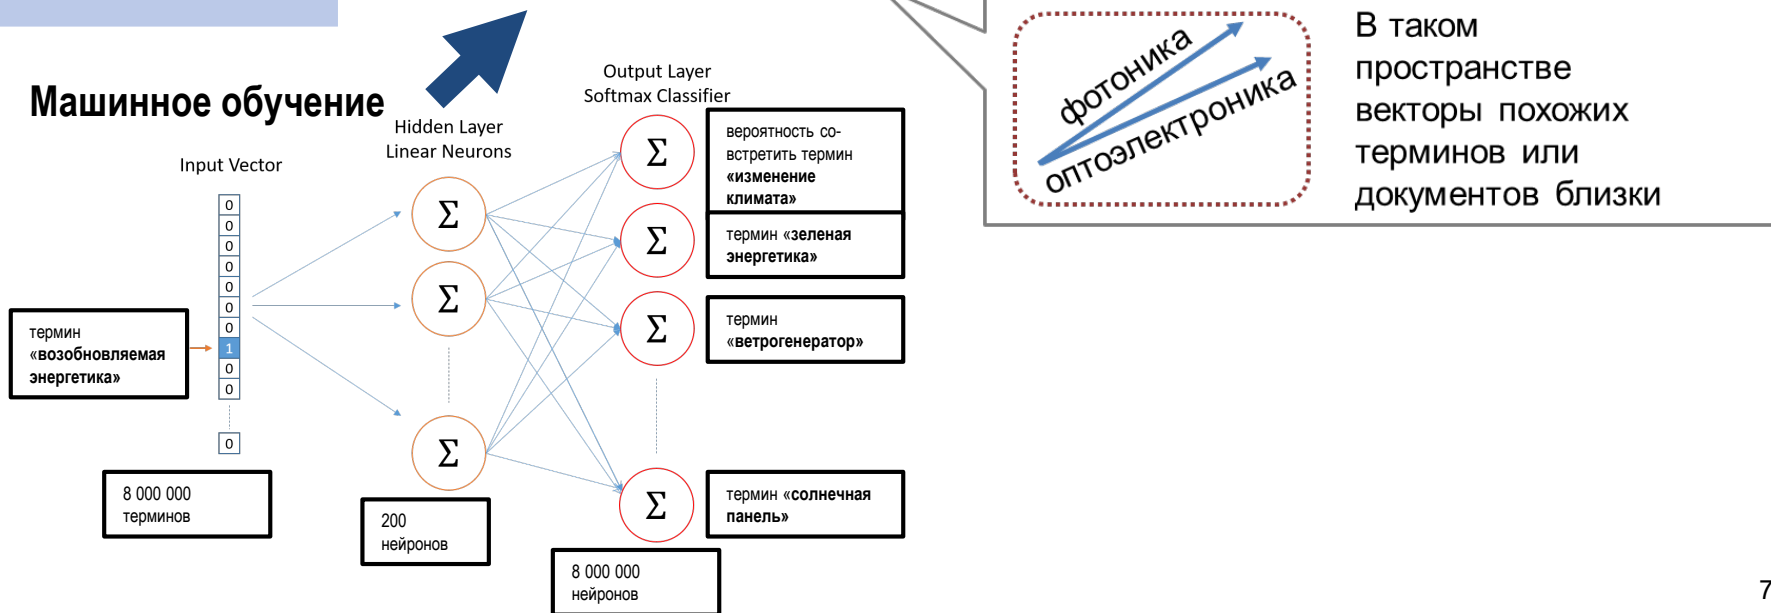 Машинное обучение
Input Vector
Hidden Layer
Linear Neurons
Output Layer
Softmax Classifier
термин
«возобновляемая
энергетика»
0
0
0
0
0
0
0
1
0
0
0
Σ
Σ
Σ
Σ
Σ
Σ
Σ
вероятность со-
встретить термин
«изменение
климата»
термин «зеленая
энергетика»
термин
«ветрогенератор»
термин «солнечная
панель»
8 000 000
терминов
200
нейронов
8 000 000
нейронов
фотоника
оптоэлектроника
В таком
пространстве
векторы похожих
терминов или
документов близки
7